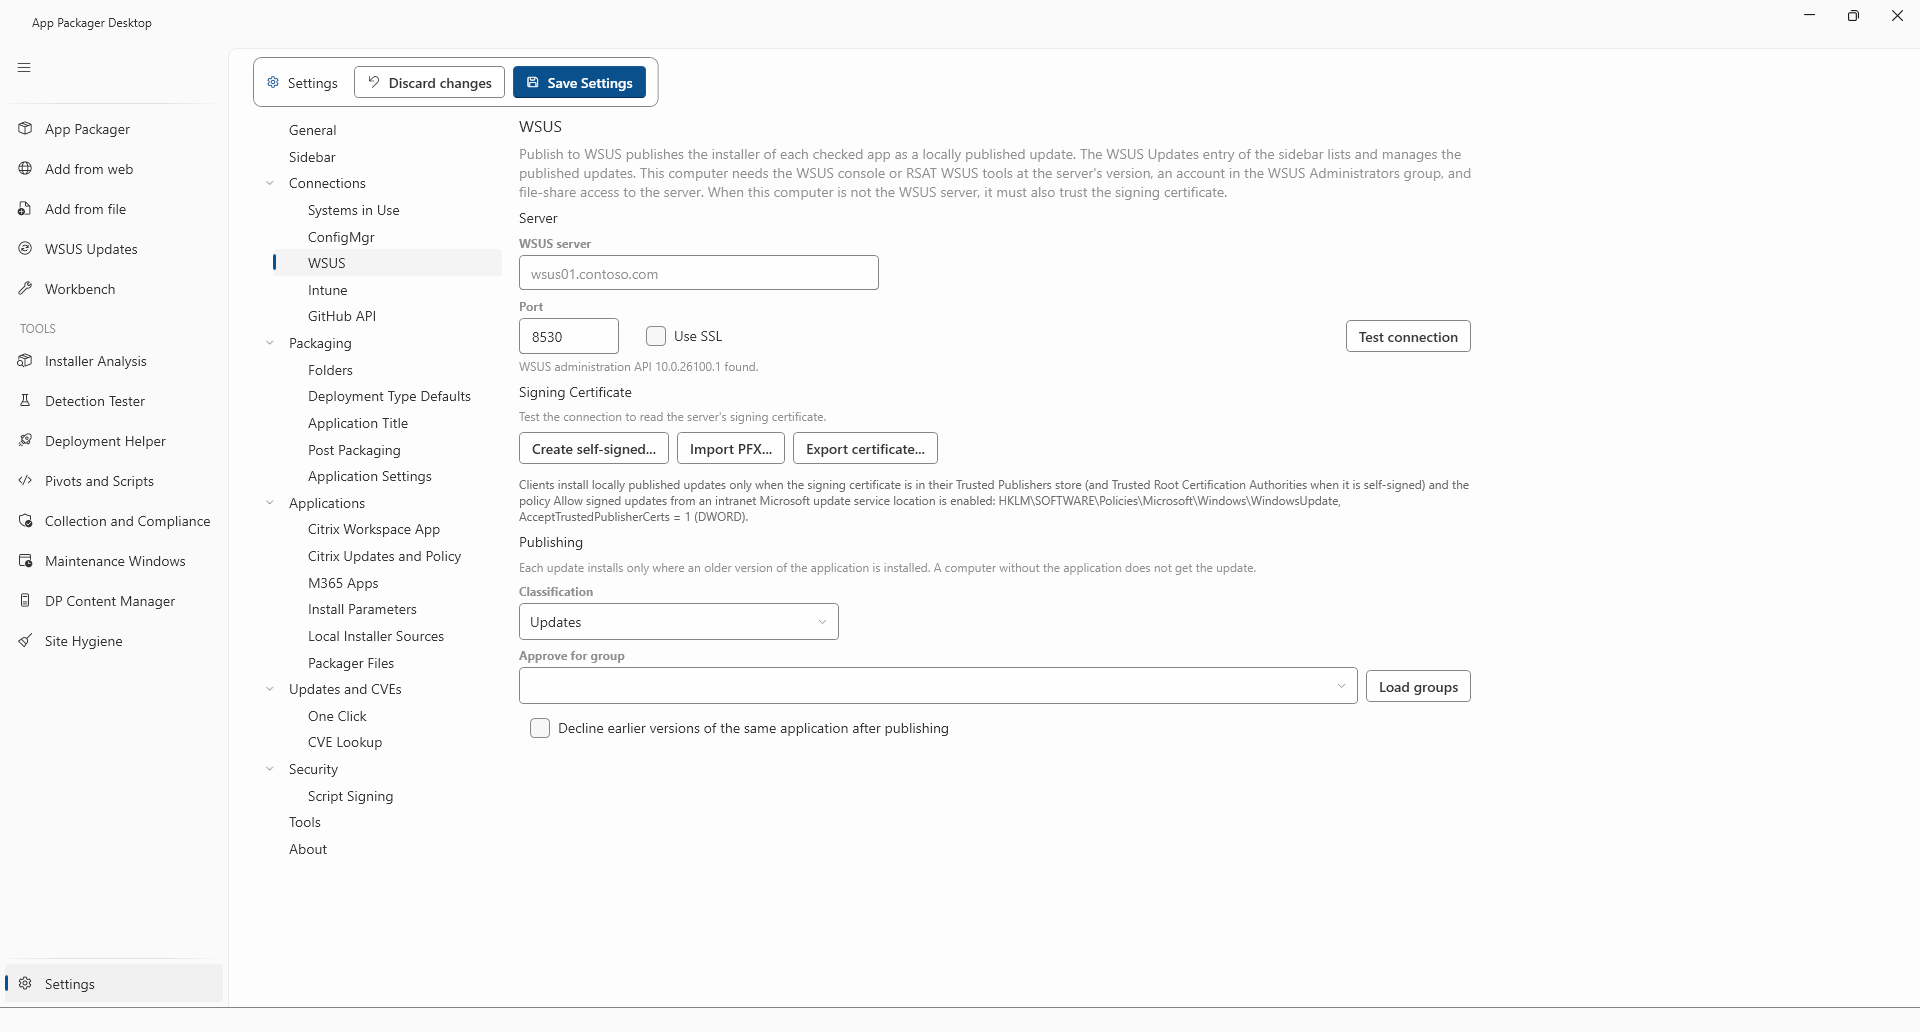 App Packager Desktop
App Packager
Add from web
Add from file
WSUS Updates
Workbench
TOOLS
Installer Analysis
Detection Tester
Deployment Helper
Pivots and Scripts
Collection and Compliance
Maintenance Windows
DP Content Manager
Site Hygiene
Settings
Settings
Discard changes
Save Settings
General
Sidebar
Connections
Systems in Use
ConfigMgr
WSUS
Intune
GitHub API
Packaging
Folders
Deployment Type Defaults
Application Title
Post Packaging
Application Settings
Applications
Citrix Workspace App
Citrix Updates and Policy
M365 Apps
Install Parameters
Local Installer Sources
Packager Files
Updates and CVEs
One Click
CVE Lookup
Security
Script Signing
Tools
About
WSUS
Publish to WSUS publishes the installer of each checked app as a locally published update. The WSUS Updates entry of the sidebar lists and manages the
published updates. This computer needs the WSUS console or RSAT WSUS tools at the server's version, an account in the WSUS Administrators group, and
file-share access to the server. When this computer is not the WSUS server, it must also trust the signing certificate.
Server
WSUS server
wsus01.contoso.com
Port
8530
Use SSL
Test connection
WSUS administration API 10.0.26100.1 found.
Signing Certificate
Test the connection to read the server's signing certificate.
Create self-signed...
Import PFX...
Export certificate...
Clients install locally published updates only when the signing certificate is in their Trusted Publishers store (and Trusted Root Certification Authorities when it is self-signed) and the
policy Allow signed updates from an intranet Microsoft update service location is enabled: HKLM\SOFTWARE\Policies\Microsoft\Windows\WindowsUpdate,
AcceptTrustedPublisherCerts = 1 (DWORD).
Publishing
Each update installs only where an older version of the application is installed. A computer without the application does not get the update.
Classification
Updates
Approve for group
Load groups
Decline earlier versions of the same application after publishing